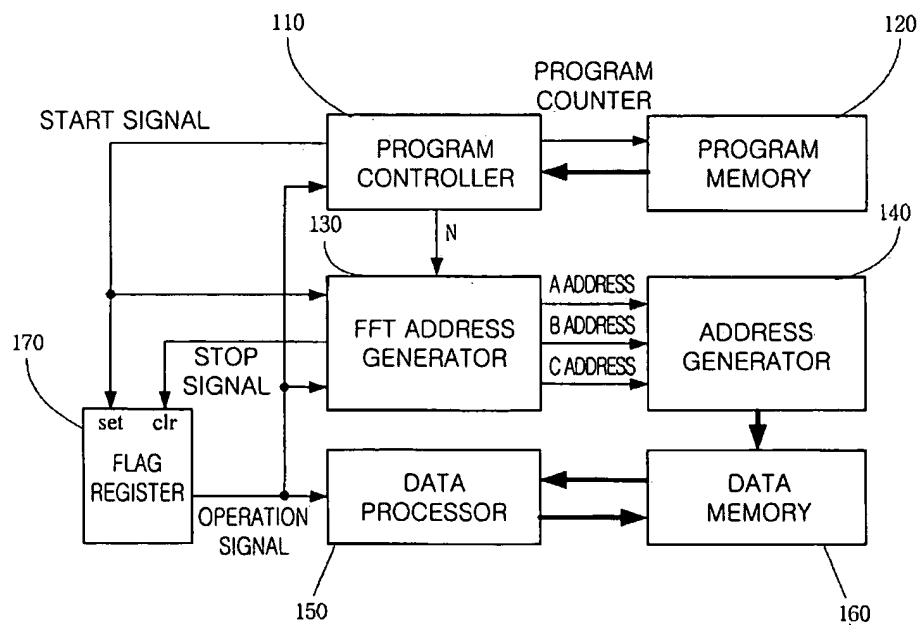 110
120
PROGRAM
COUNTER
START SIGNAL
PROGRAM
CONTROLLER
PROGRAM
MEMORY
N
130
140
A ADDRESS
B ADDRESS
C ADDRESS
FFT ADDRESS
GENERATOR
ADDRESS
GENERATOR
170
STOP
SIGNAL
set clr
FLAG
REGISTER
OPERATION
SIGNAL
DATA
PROCESSOR
DATA
MEMORY
150
160